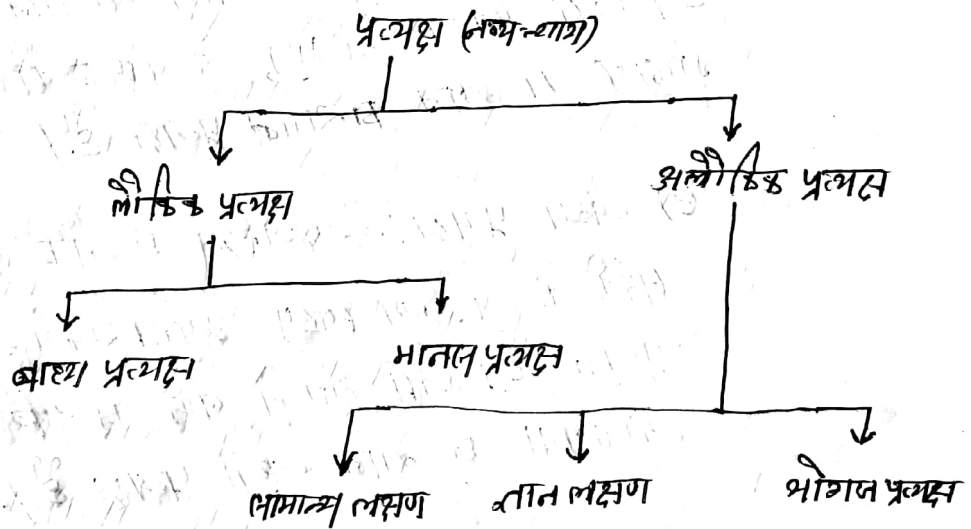 प्रत्यक्ष (नव्य-न्याय)
लौकिक प्रत्यक्ष
अलौकिक प्रत्यक्ष
बाह्य प्रत्यक्ष
मानस प्रत्यक्ष
सामान्य लक्षण
ज्ञान लक्षण
योगज प्रत्यक्ष